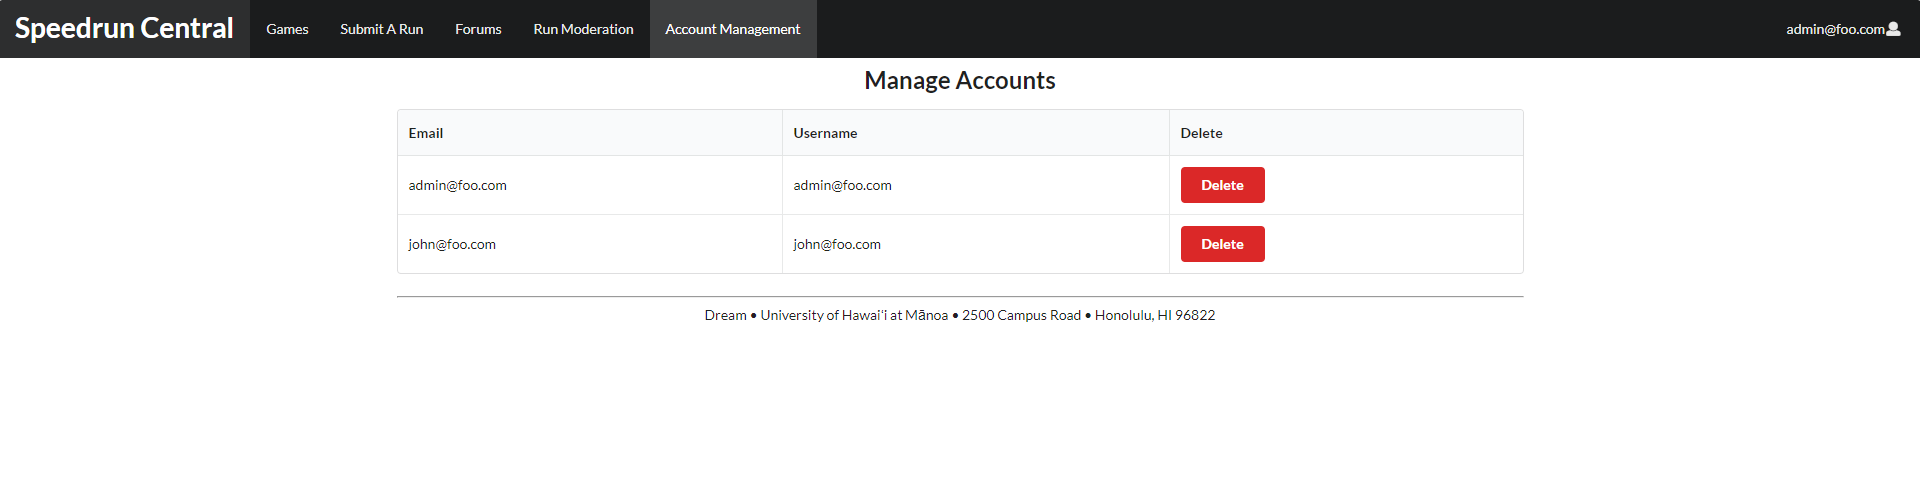 Speedrun Central Games Submit A Run Forums Run Moderation Account Management admin@foo.com
Manage Accounts
Email Username Delete
admin@foo.com admin@foo.com Delete
john@foo.com john@foo.com Delete
Dream • University of Hawai'i at Mānoa • 2500 Campus Road • Honolulu, HI 96822